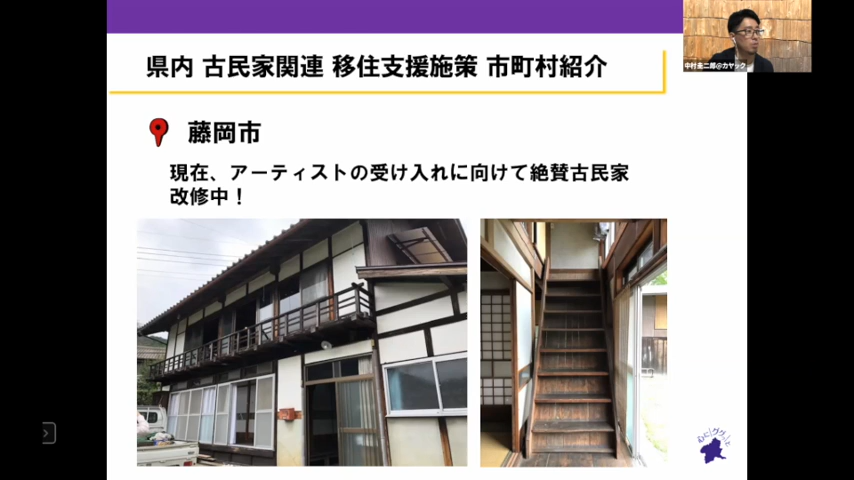 県内 古民家関連 移住支援施策 市町村紹介
中村圭二郎@カヤック
藤岡市
現在、アーティストの受け入れに向けて絶賛古民家
改修中！